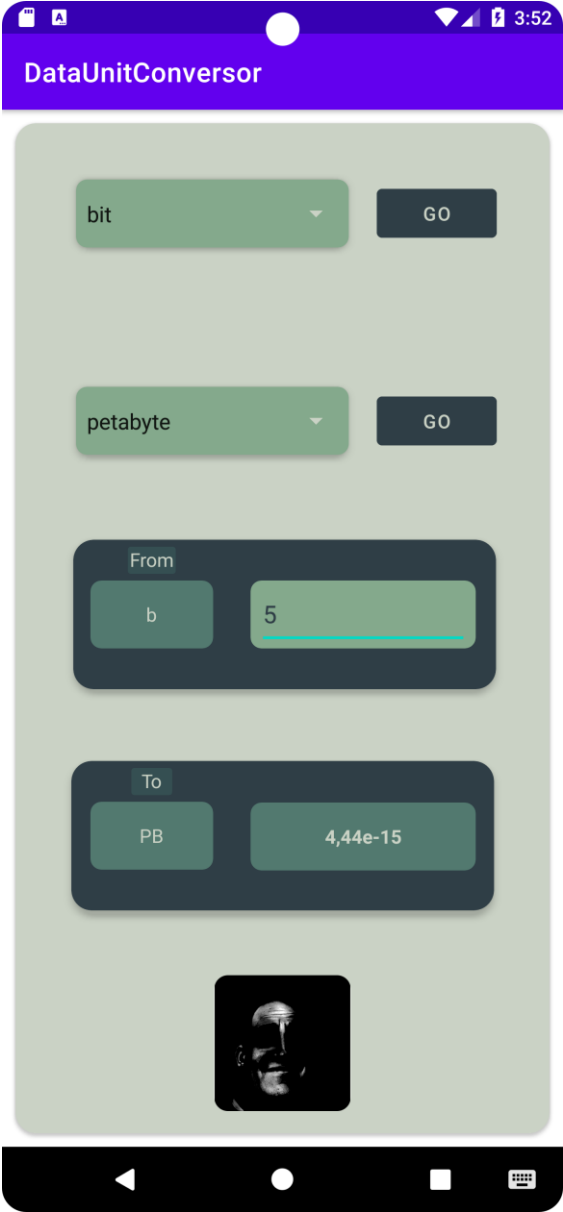 A 3:52
DataUnitConversor
bit GO
petabyte GO
From
b 5
To
PB 4,44e-15